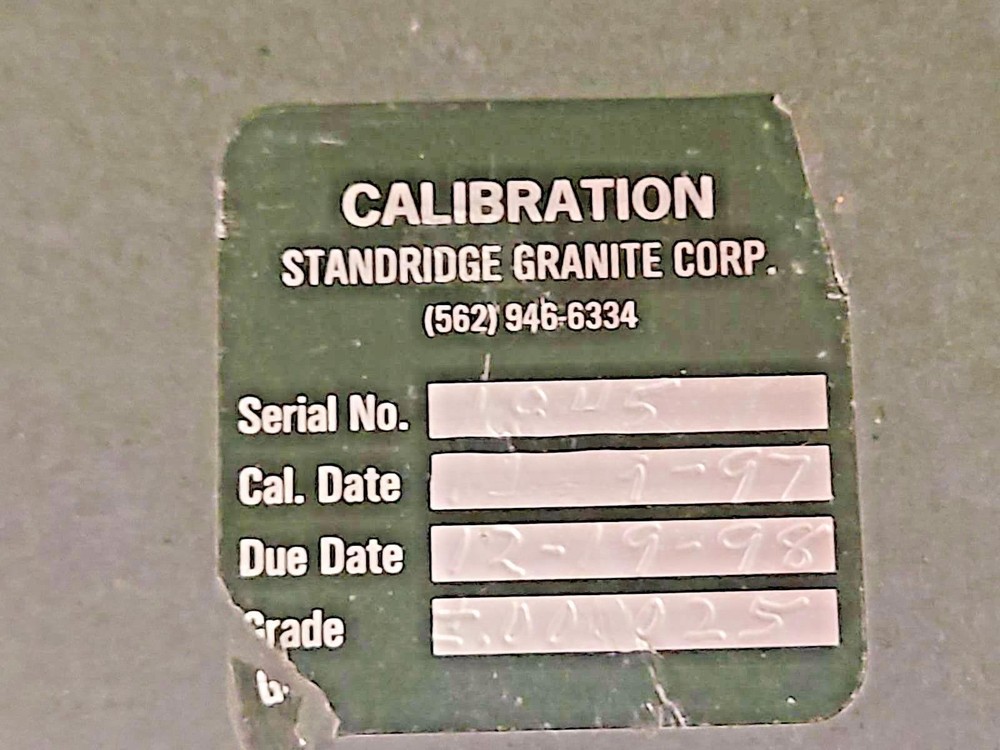 CALIBRATION
STANDRIDGE GRANITE CORP.
(562) 946-6334
Serial No.
Cal. Date
Due Date 12-19-98
Grade